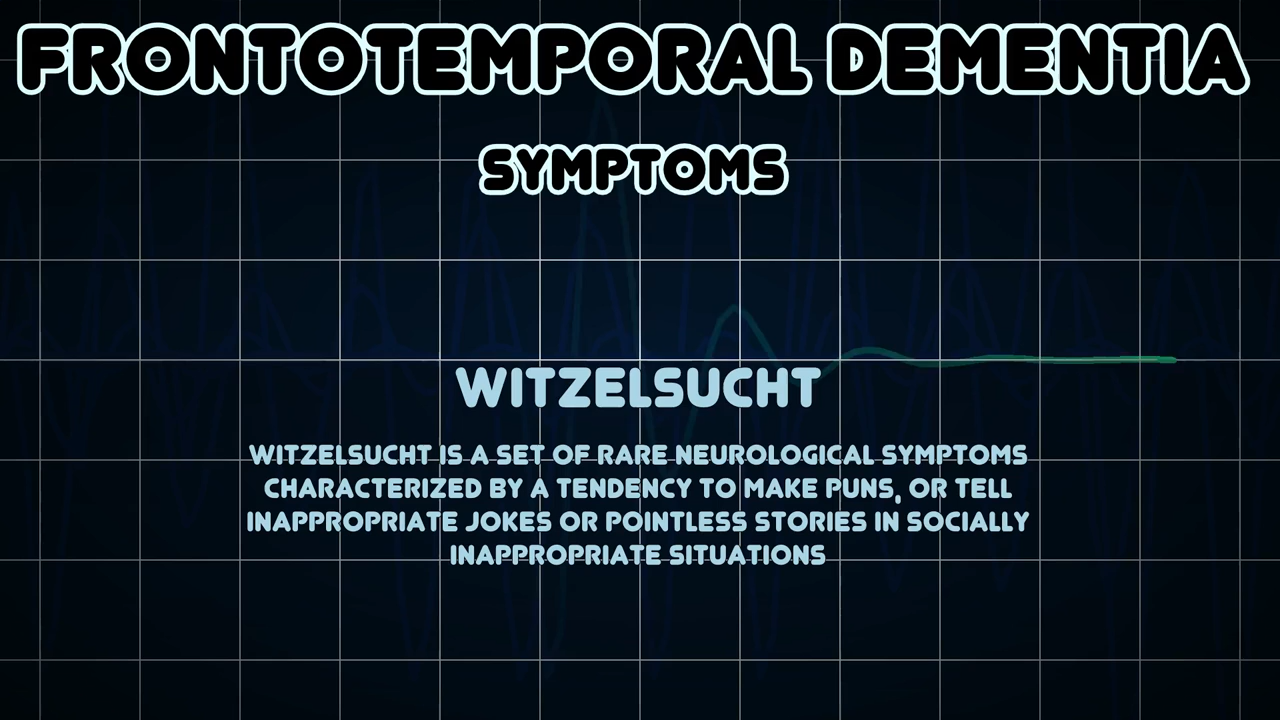 FRONTOTEMPORAL DEMENTIA
SYMPTOMS
WITZELSUCHT
WITZELSUCHT IS A SET OF RARE NEUROLOGICAL SYMPTOMS
CHARACTERIZED BY A TENDENCY TO MAKE PUNS, OR TELL
INAPPROPRIATE JOKES OR POINTLESS STORIES IN SOCIALLY
INAPPROPRIATE SITUATIONS